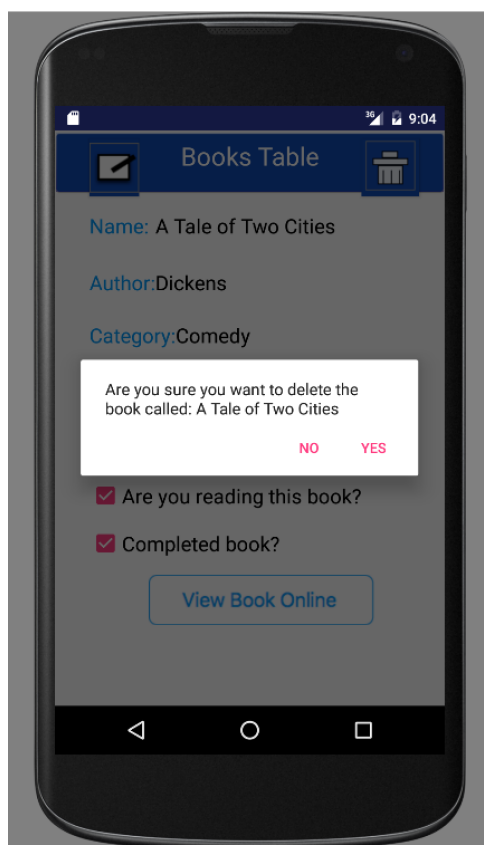 3G 9:04
Books Table
Name: A Tale of Two Cities
Author:Dickens
Category:Comedy
Are you sure you want to delete the
book called: A Tale of Two Cities
NO YES
Are you reading this book?
Completed book?
View Book Online